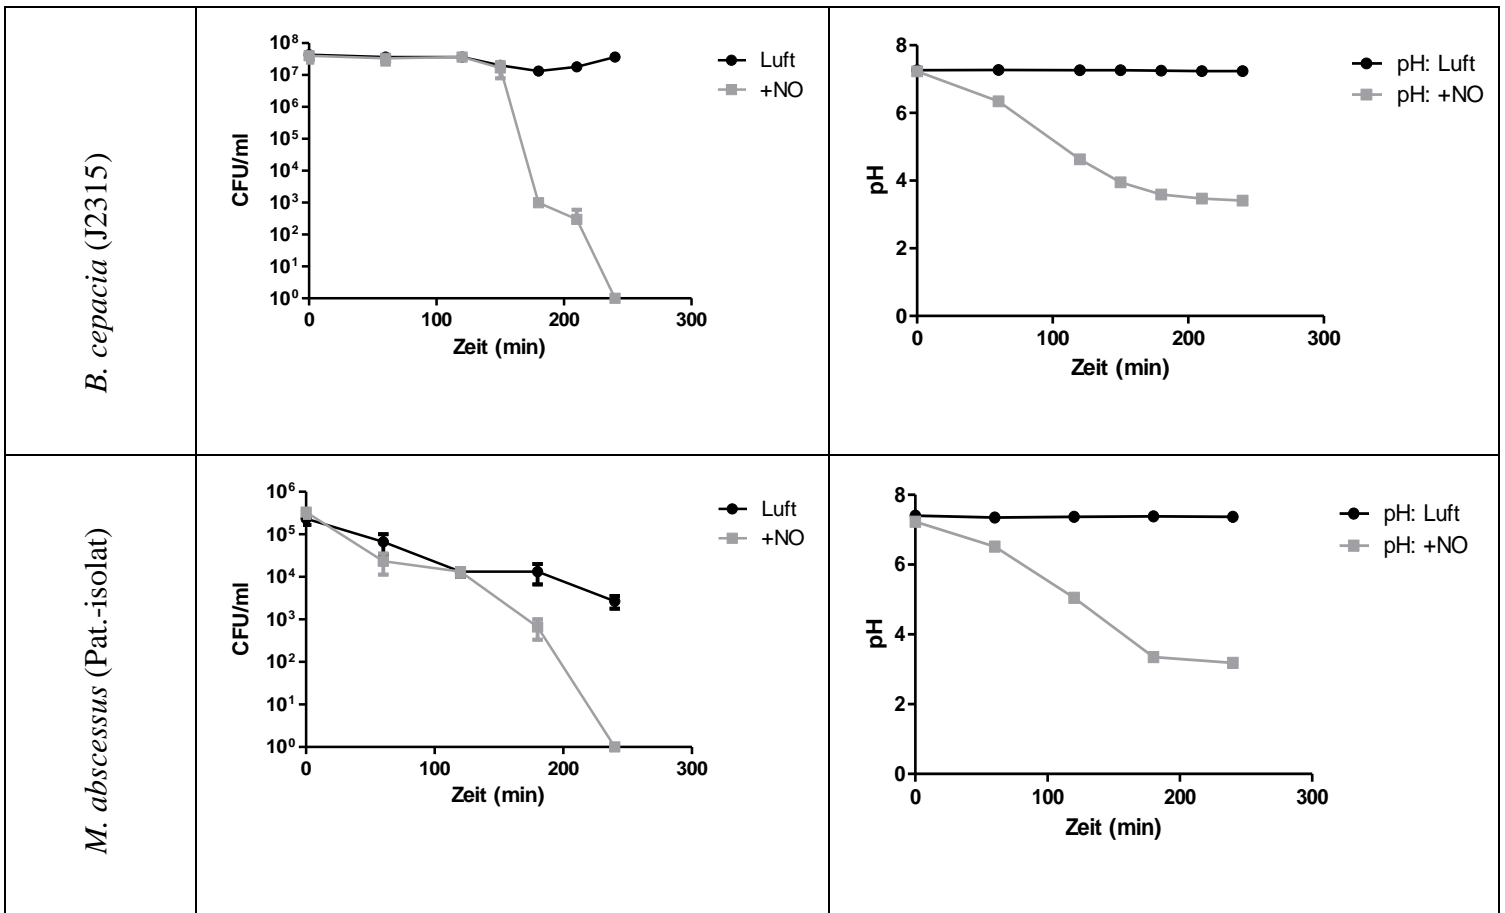 B. cepacia (J2315)
10⁸
10⁷
10⁶
10⁵
10⁴
10³
10²
10¹
10⁰
CFU/ml
0 100 200 300
Zeit (min)
Luft
+NO
8
6
4
2
0
pH
0 100 200 300
Zeit (min)
pH: Luft
pH: +NO
M. abscessus (Pat.-isolat)
10⁶
10⁵
10⁴
10³
10²
10¹
10⁰
CFU/ml
0 100 200 300
Zeit (min)
Luft
+NO
8
6
4
2
0
pH
0 100 200 300
Zeit (min)
pH: Luft
pH: +NO